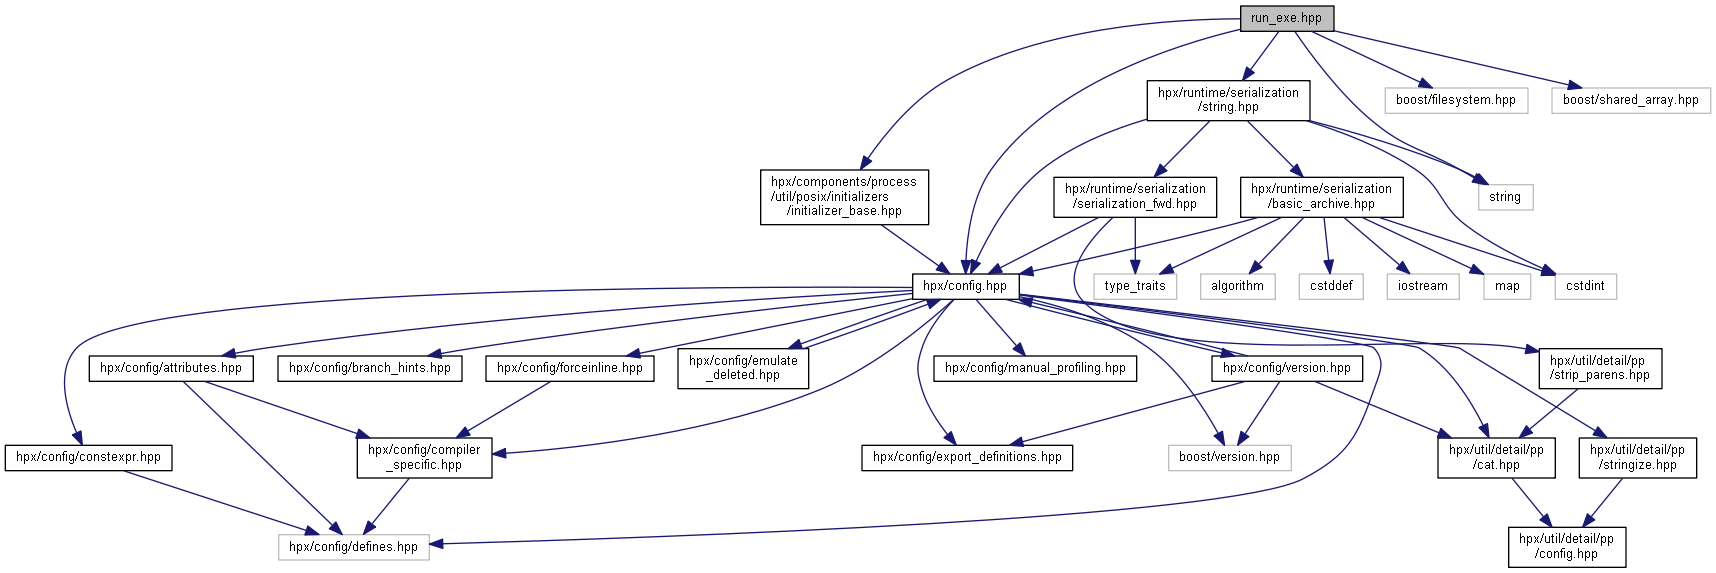 run_exe.hpp
hpx/runtime/serialization
/string.hpp
boost/filesystem.hpp
boost/shared_array.hpp
hpx/components/process
/util/posix/initializers
/initializer_base.hpp
hpx/runtime/serialization
/serialization_fwd.hpp
hpx/runtime/serialization
/basic_archive.hpp
string
hpx/config.hpp
type_traits
algorithm
cstddef
iostream
map
cstdint
hpx/config/attributes.hpp
hpx/config/branch_hints.hpp
hpx/config/forceinline.hpp
hpx/config/emulate
_deleted.hpp
hpx/config/manual_profiling.hpp
hpx/config/version.hpp
hpx/util/detail/pp
/strip_parens.hpp
hpx/config/constexpr.hpp
hpx/config/compiler
_specific.hpp
hpx/config/export_definitions.hpp
boost/version.hpp
hpx/util/detail/pp
/cat.hpp
hpx/util/detail/pp
/stringize.hpp
hpx/config/defines.hpp
hpx/util/detail/pp
/config.hpp